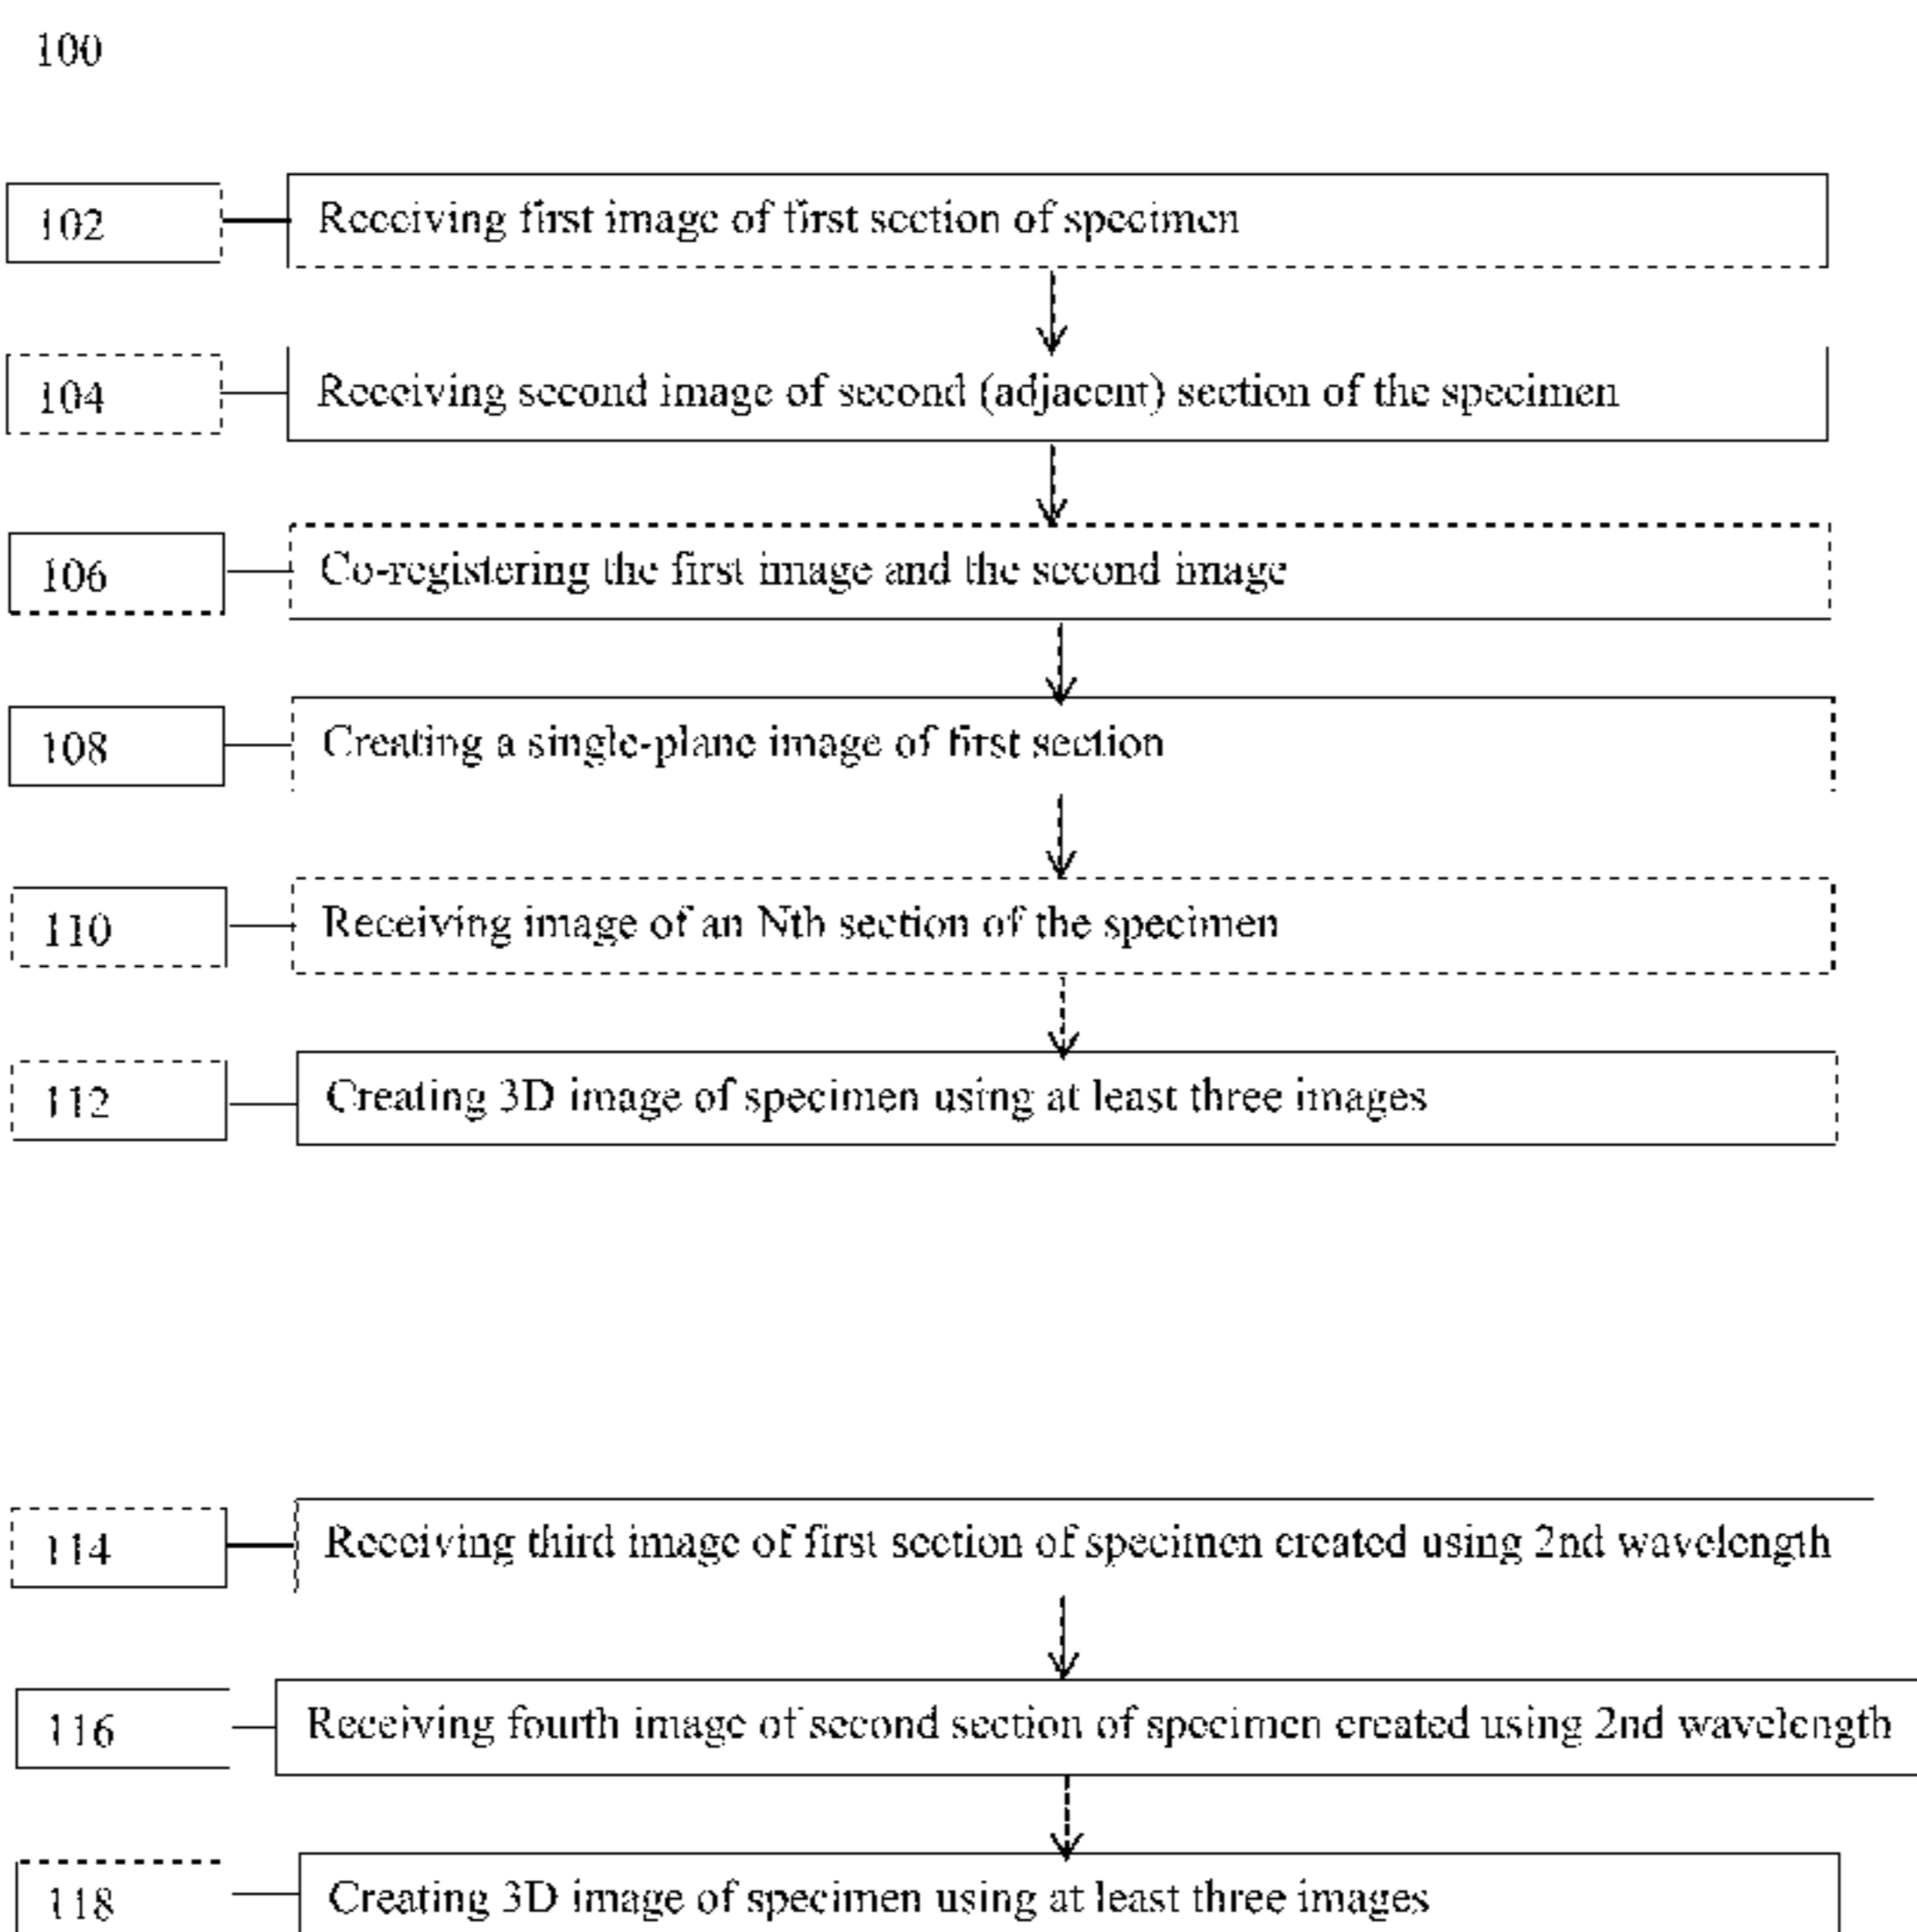 100
102 Receiving first image of first section of specimen
104 Receiving second image of second (adjacent) section of the specimen
106 Co-registering the first image and the second image
108 Creating a single-plane image of first section
110 Receiving image of an Nth section of the specimen
112 Creating 3D image of specimen using at least three images
114 Receiving third image of first section of specimen created using 2nd wavelength
116 Receiving fourth image of second section of specimen created using 2nd wavelength
118 Creating 3D image of specimen using at least three images